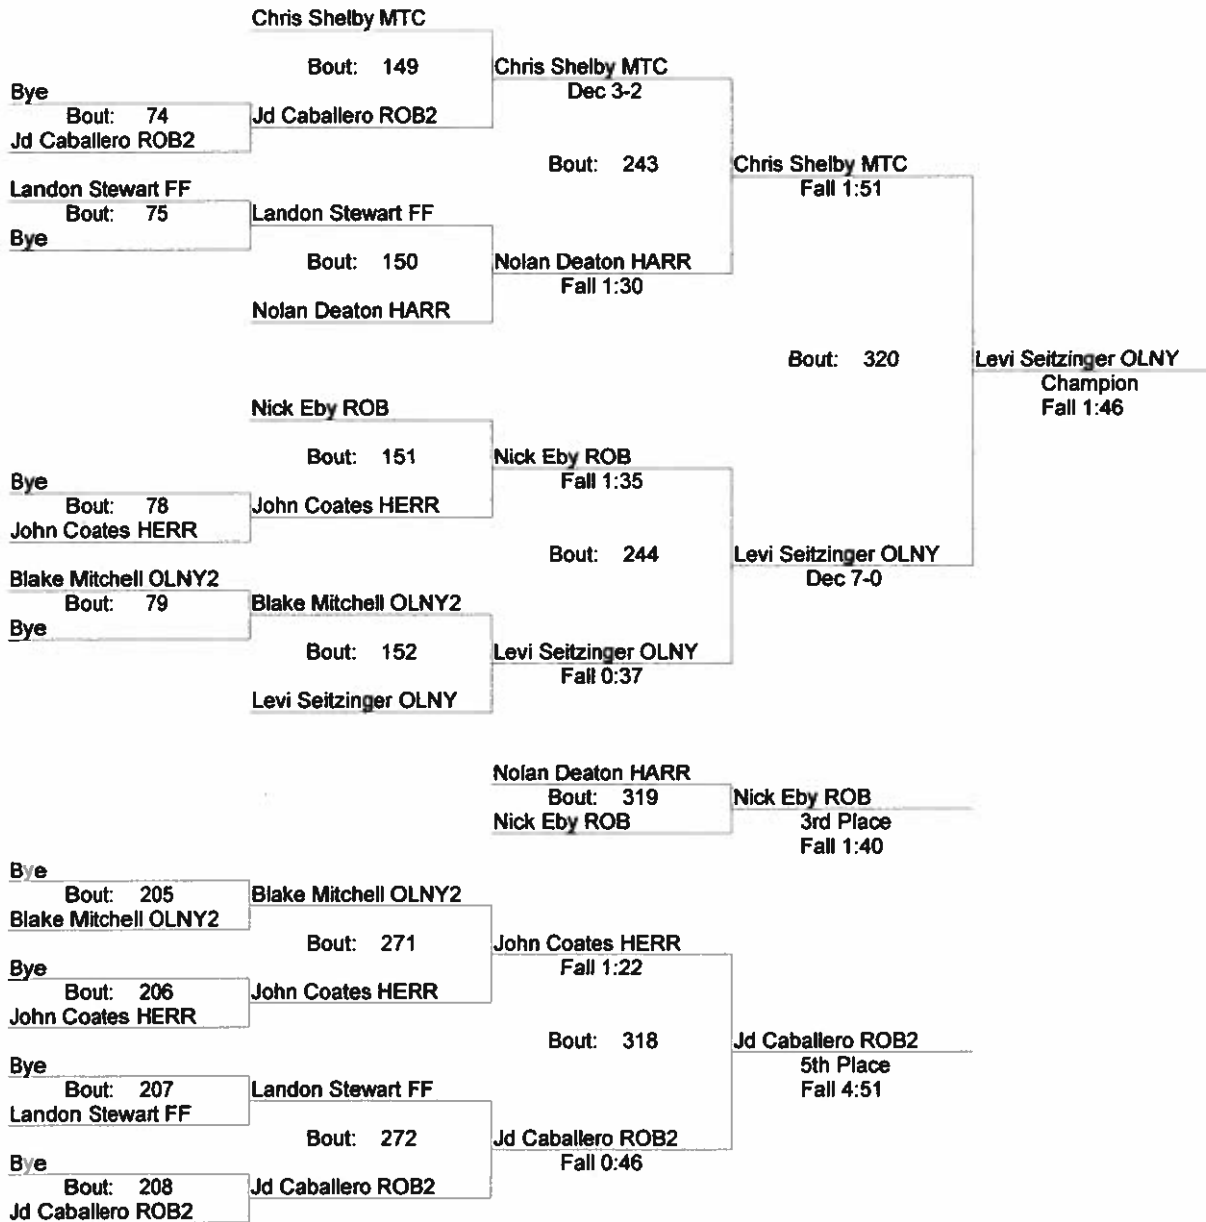 Chris Shelby MTC
Bout: 149
Chris Shelby MTC
Dec 3-2
Bye
Bout: 74
Jd Caballero ROB2
Jd Caballero ROB2
Bout: 243
Chris Shelby MTC
Fall 1:51
Landon Stewart FF
Bout: 75
Bye
Landon Stewart FF
Bout: 150
Nolan Deaton HARR
Fall 1:30
Nolan Deaton HARR
Bout: 320
Levi Seitzinger OLNY
Champion
Fall 1:46
Nick Eby ROB
Bout: 151
Nick Eby ROB
Fall 1:35
Bye
Bout: 78
John Coates HERR
John Coates HERR
Bout: 244
Levi Seitzinger OLNY
Dec 7-0
Blake Mitchell OLNY2
Bout: 79
Bye
Blake Mitchell OLNY2
Bout: 152
Levi Seitzinger OLNY
Fall 0:37
Levi Seitzinger OLNY
Nolan Deaton HARR
Bout: 319
Nick Eby ROB
Nick Eby ROB
3rd Place
Fall 1:40
Bye
Bout: 205
Blake Mitchell OLNY2
Blake Mitchell OLNY2
Bout: 271
John Coates HERR
Fall 1:22
Bye
Bout: 206
John Coates HERR
John Coates HERR
Bout: 318
Jd Caballero ROB2
5th Place
Fall 4:51
Bye
Bout: 207
Landon Stewart FF
Landon Stewart FF
Bout: 272
Jd Caballero ROB2
Fall 0:46
Bye
Bout: 208
Jd Caballero ROB2
Jd Caballero ROB2